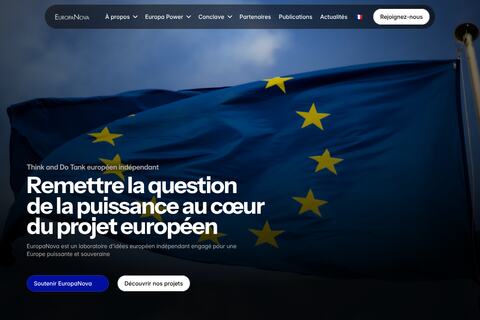 EuropaNova
À propos
Europa Power
Conclave
Partenaires
Publications
Actualités
Rejoignez-nous
Think and Do Tank européen indépendant
Remettre la question
de la puissance au cœur
du projet européen
EuropaNova est un laboratoire d'idées européen indépendant engagé pour une
Europe puissante et souveraine
Soutenir EuropaNova
Découvrir nos projets